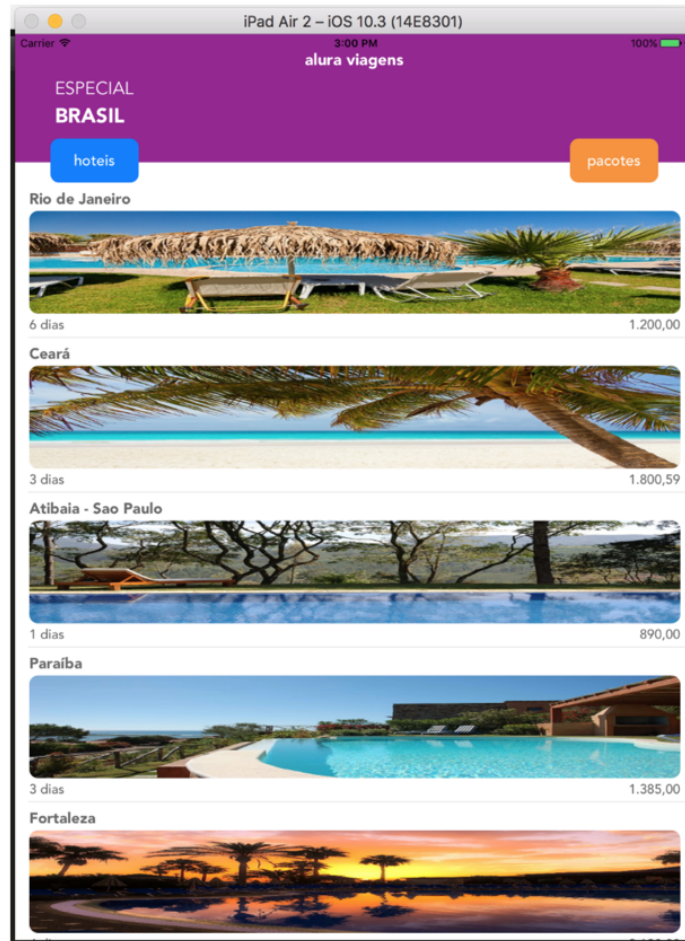 iPad Air 2 – iOS 10.3 (14E8301)
Carrier 3:00 PM 100%
alura viagens
ESPECIAL
BRASIL
hoteis pacotes
Rio de Janeiro
6 dias 1.200,00
Ceará
3 dias 1.800,59
Atibaia - Sao Paulo
1 dias 890,00
Paraíba
3 dias 1.385,00
Fortaleza